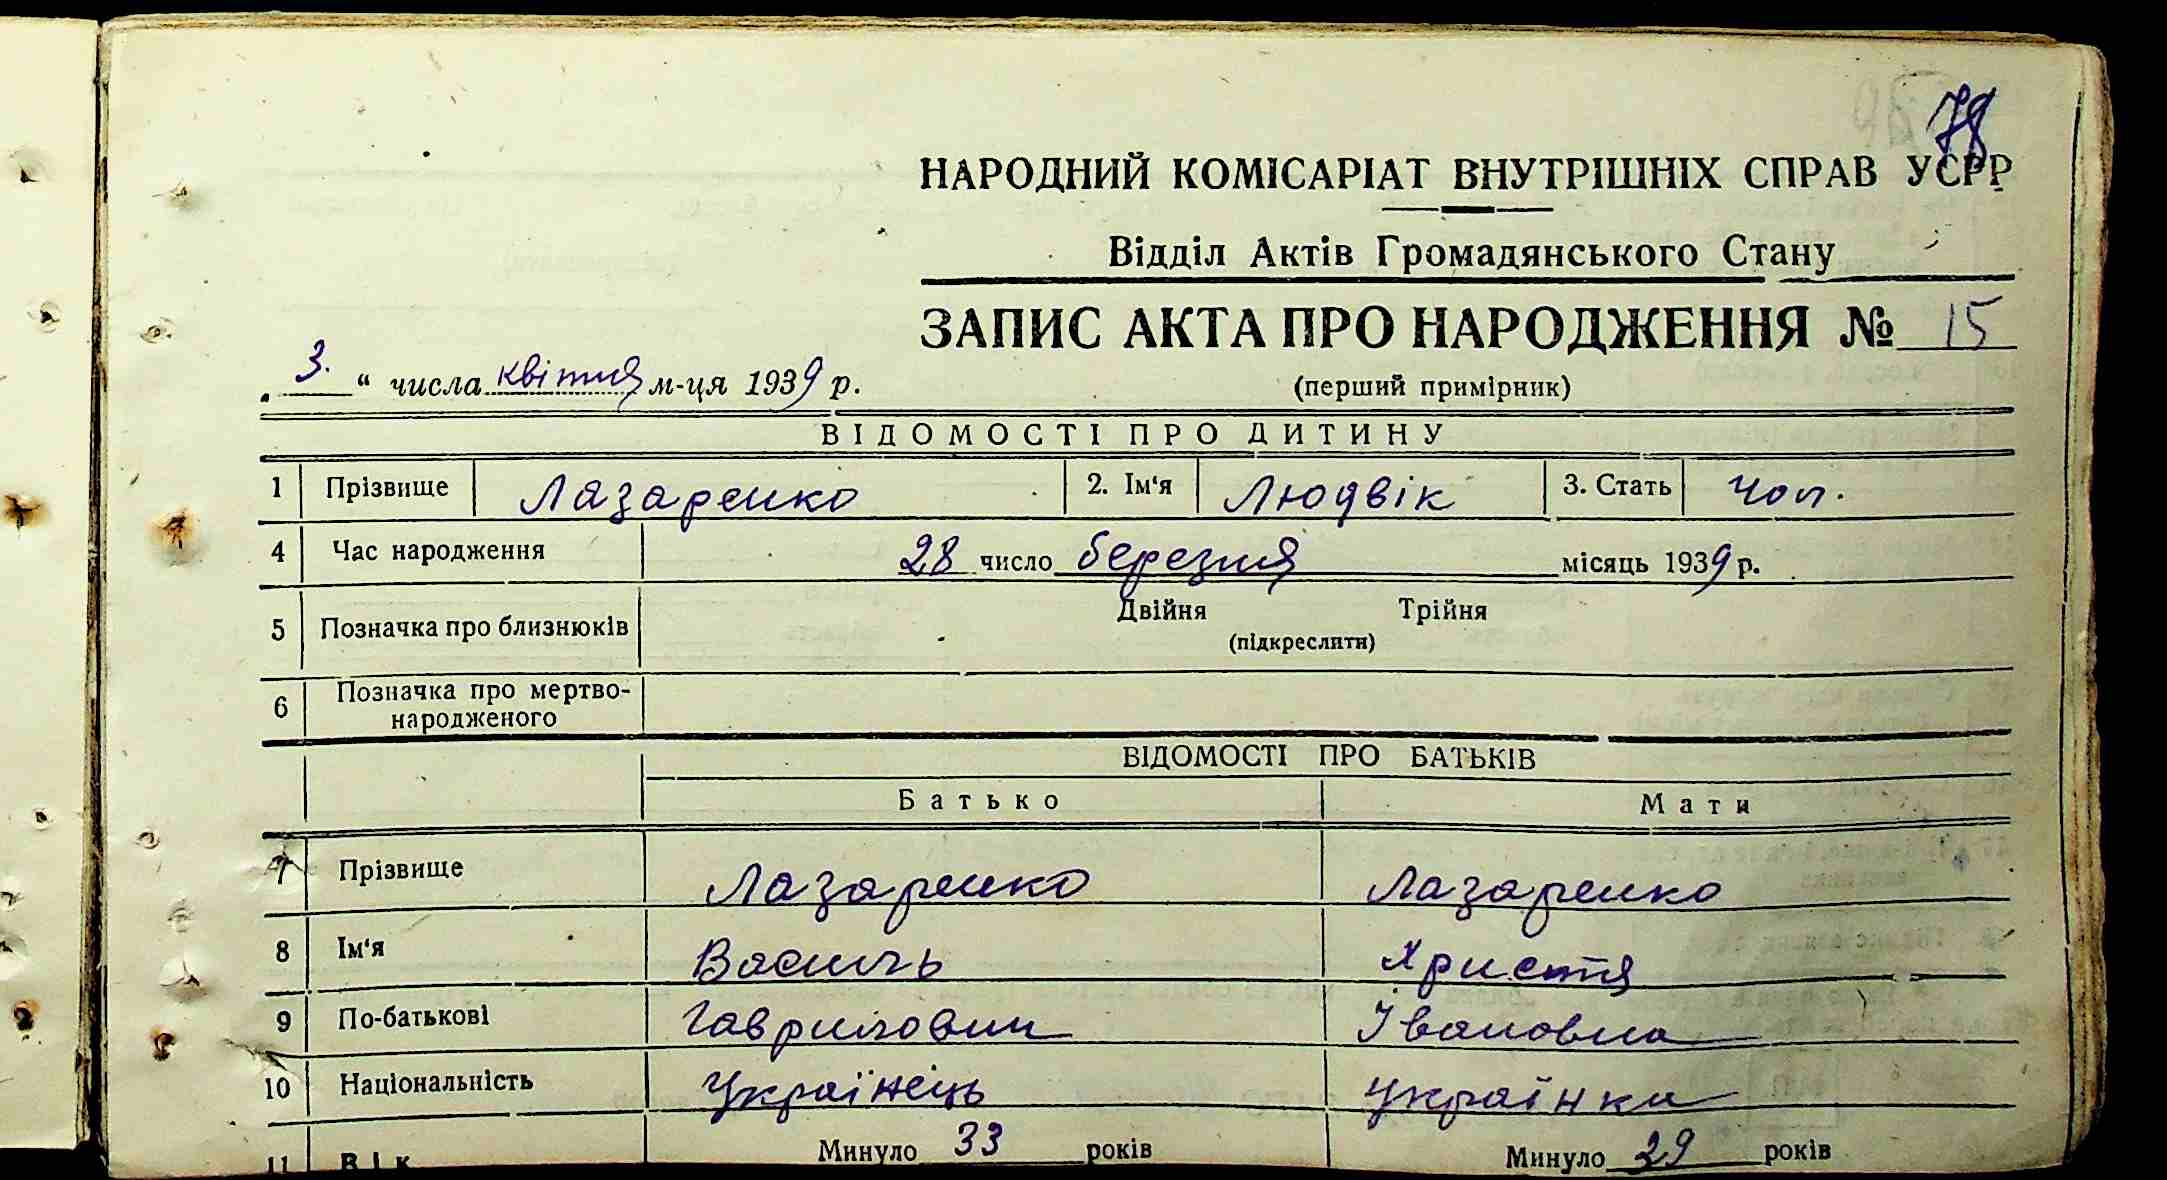 78
НАРОДНИЙ КОМІСАРІАТ ВНУТРІШНІХ СПРАВ УСРР
Відділ Актів Громадянського Стану
ЗАПИС АКТА ПРО НАРОДЖЕННЯ № 15
„ 3. “ числа квітня м-ця 1939 р.
(перший примірник)
ВІДОМОСТІ ПРО ДИТИНУ
1 Прізвище Лазаренко 2. Ім‘я Людвік 3. Стать Чол.
4 Час народження 28 число березня місяць 1939 р.
5 Позначка про близнюків Двійня Трійня
(підкреслити)
6 Позначка про мертво-
народженого
ВІДОМОСТІ ПРО БАТЬКІВ
Батько Мати
7 Прізвище Лазаренко Лазаренко
8 Ім‘я Василь Христя
9 По-батькові Гаврилович Івановна
10 Національність Українець Українка
11 Вік Минуло 33 років Минуло 29 років